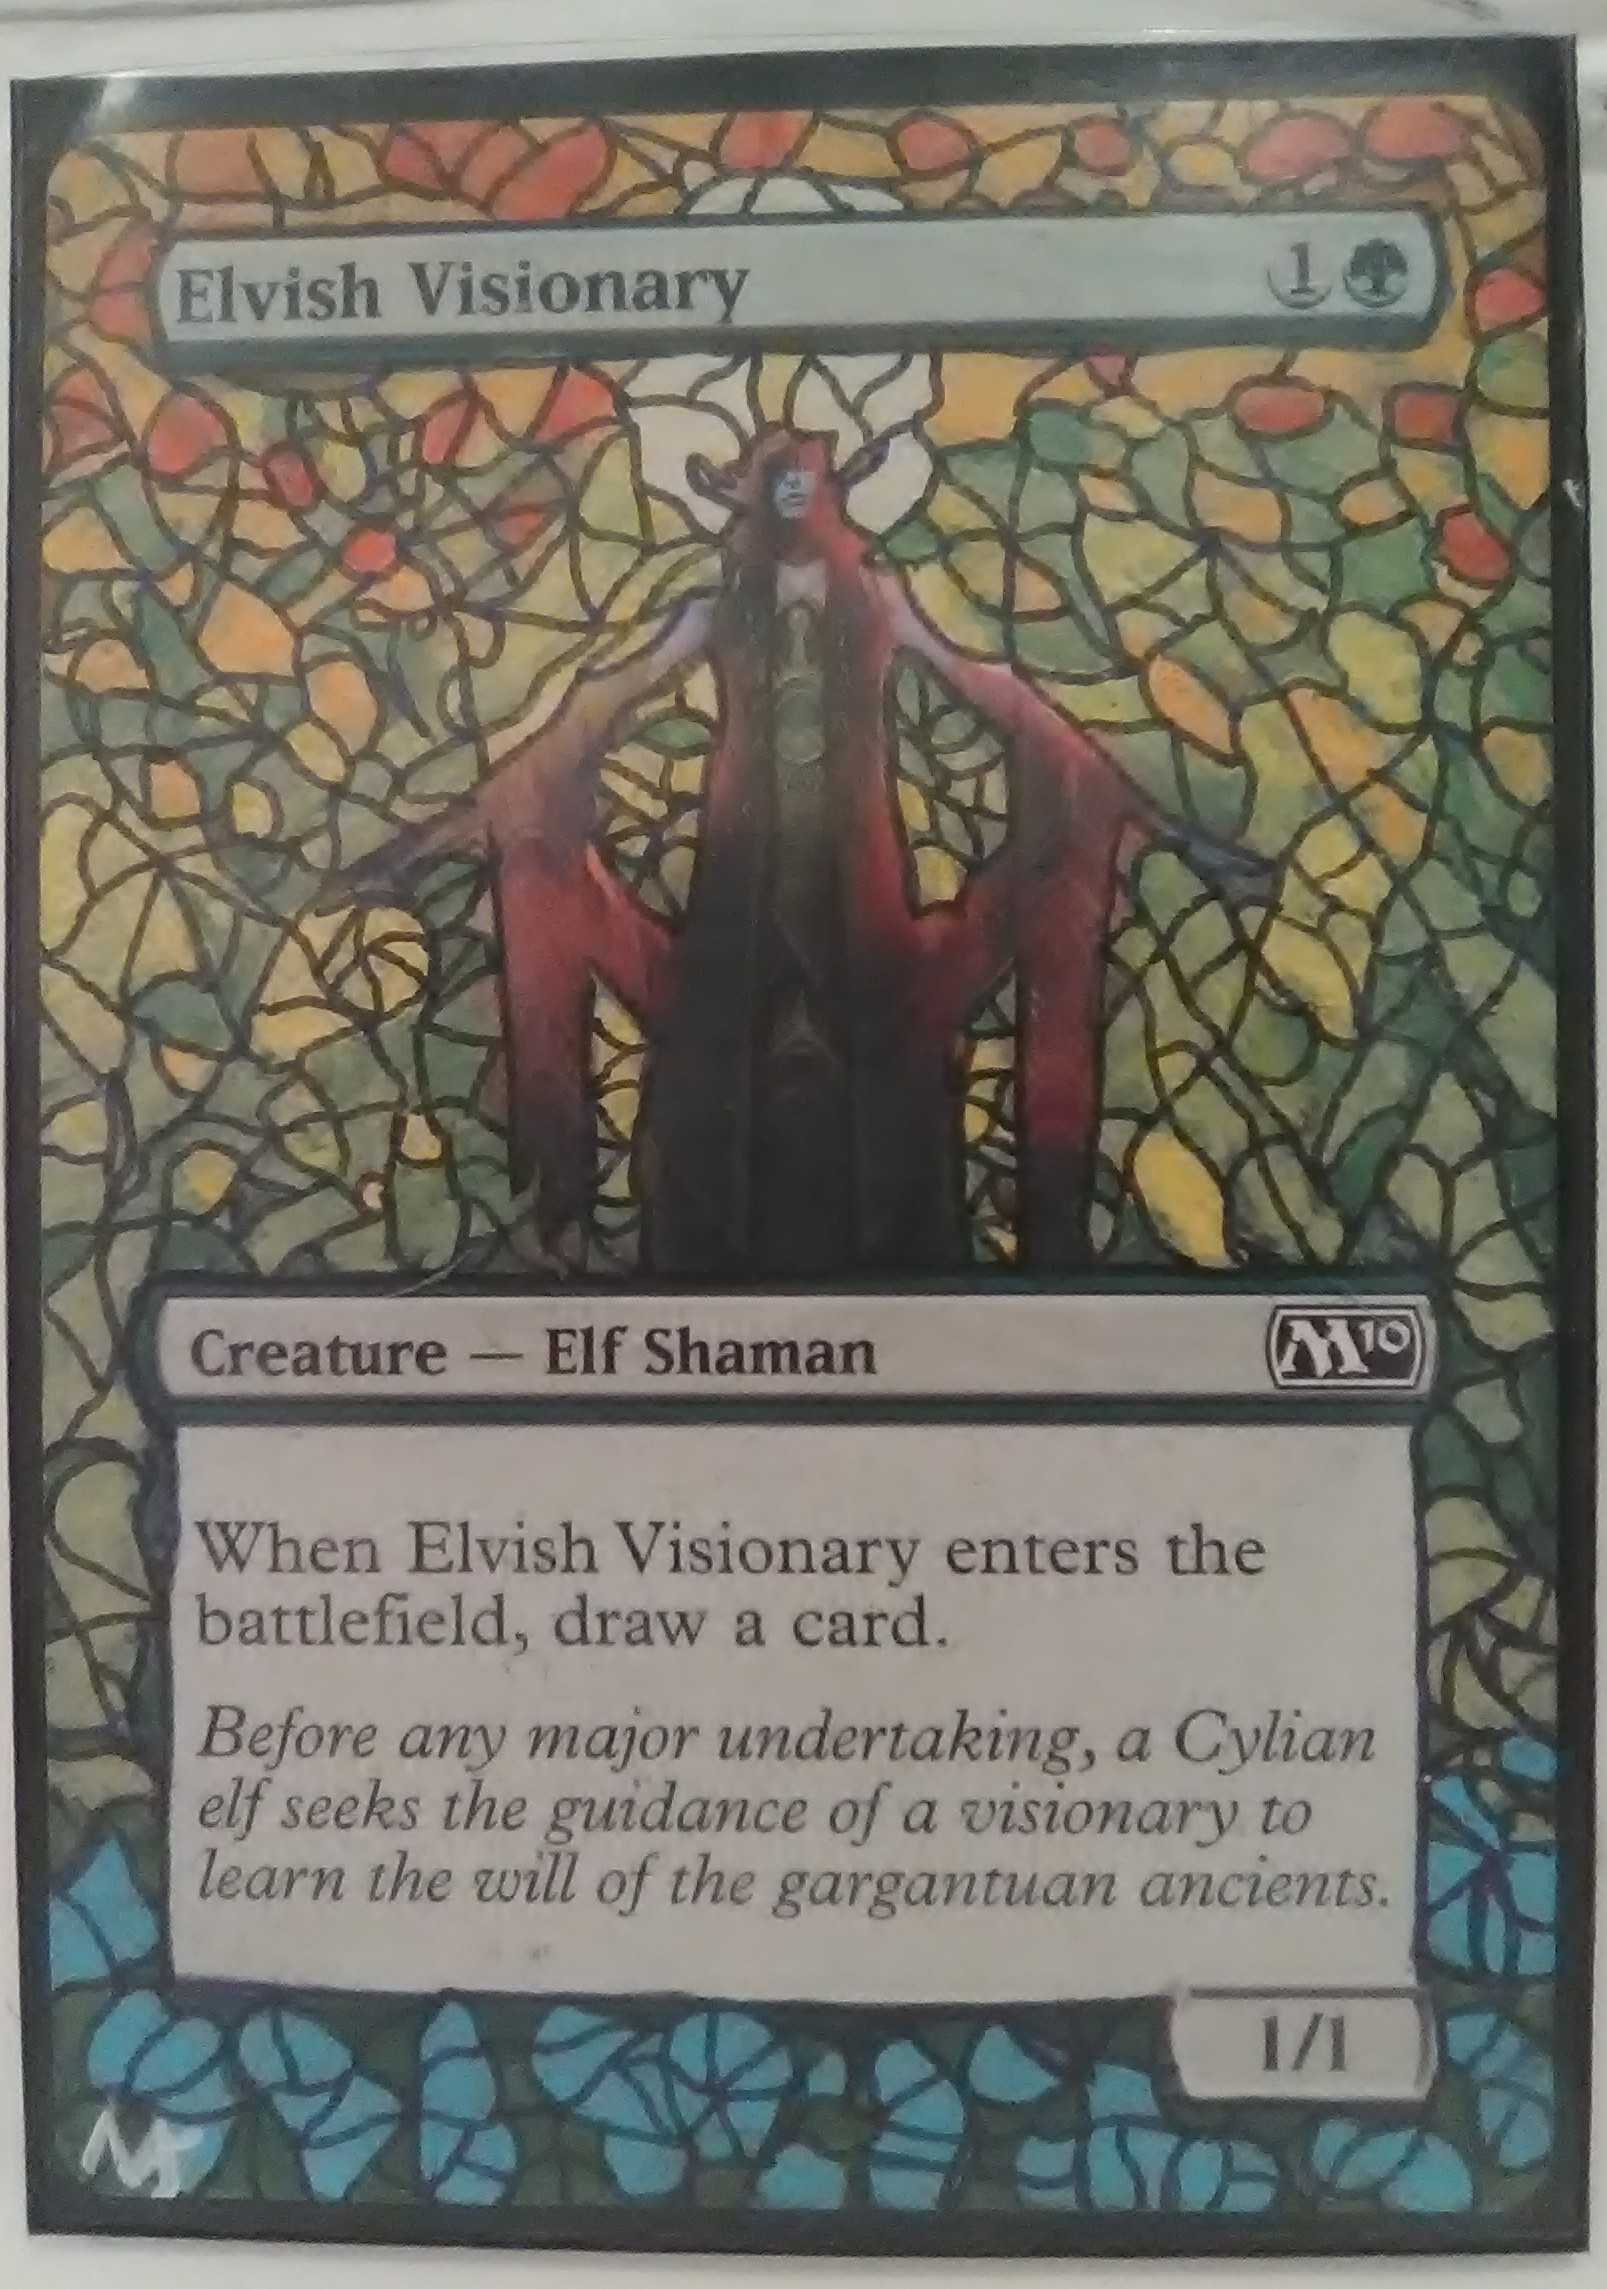 Elvish Visionary 1
Creature — Elf Shaman M10
When Elvish Visionary enters the
battlefield, draw a card.
Before any major undertaking, a Cylian
elf seeks the guidance of a visionary to
learn the will of the gargantuan ancients.
1/1